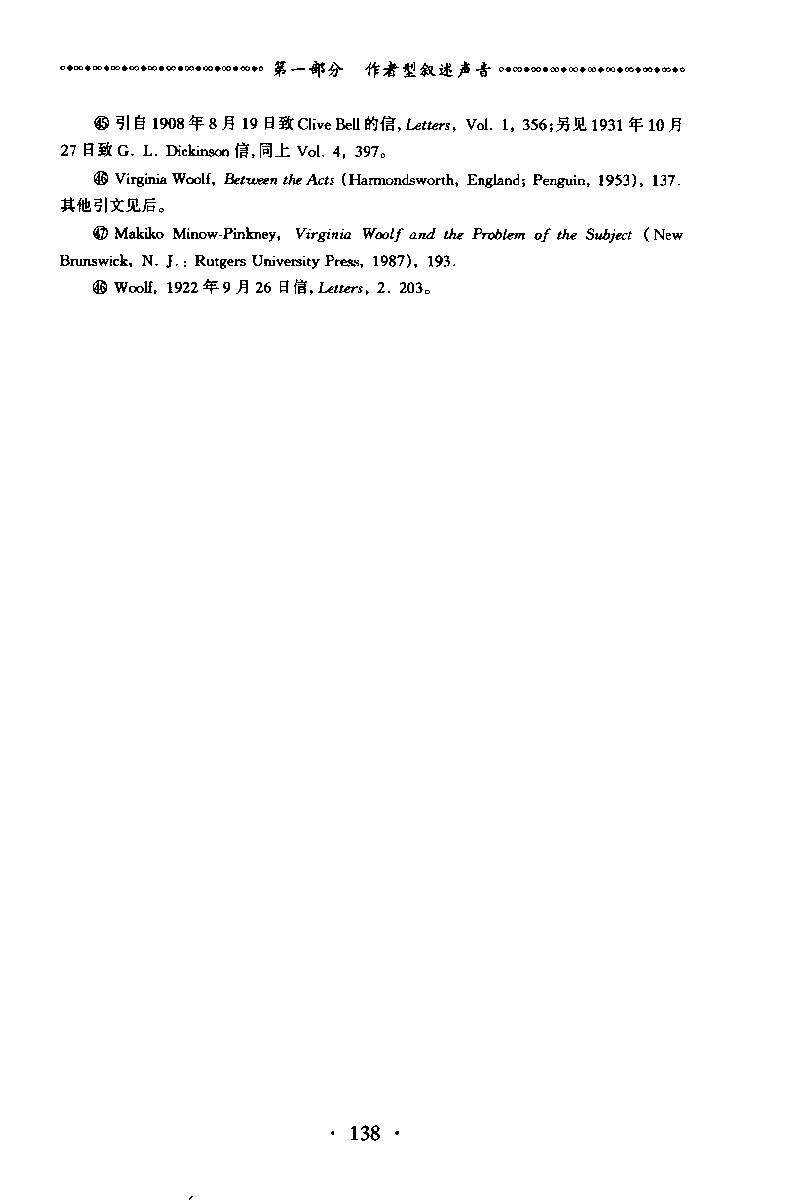 第一部分 作者型叙述声音
㊺ 引自 1908 年 8 月 19 日致 Clive Bell 的信, Letters, Vol. 1, 356;另见 1931 年 10 月
27 日致 G. L. Dickinson 信,同上 Vol. 4, 397。
㊻ Virginia Woolf, Between the Acts (Harmondsworth, England; Penguin, 1953), 137.
其他引文见后。
㊼ Makiko Minow-Pinkney, Virginia Woolf and the Problem of the Subject (New
Brunswick, N. J.: Rutgers University Press, 1987), 193.
㊻ Woolf, 1922 年 9 月 26 日信, Letters, 2. 203。
· 138 ·